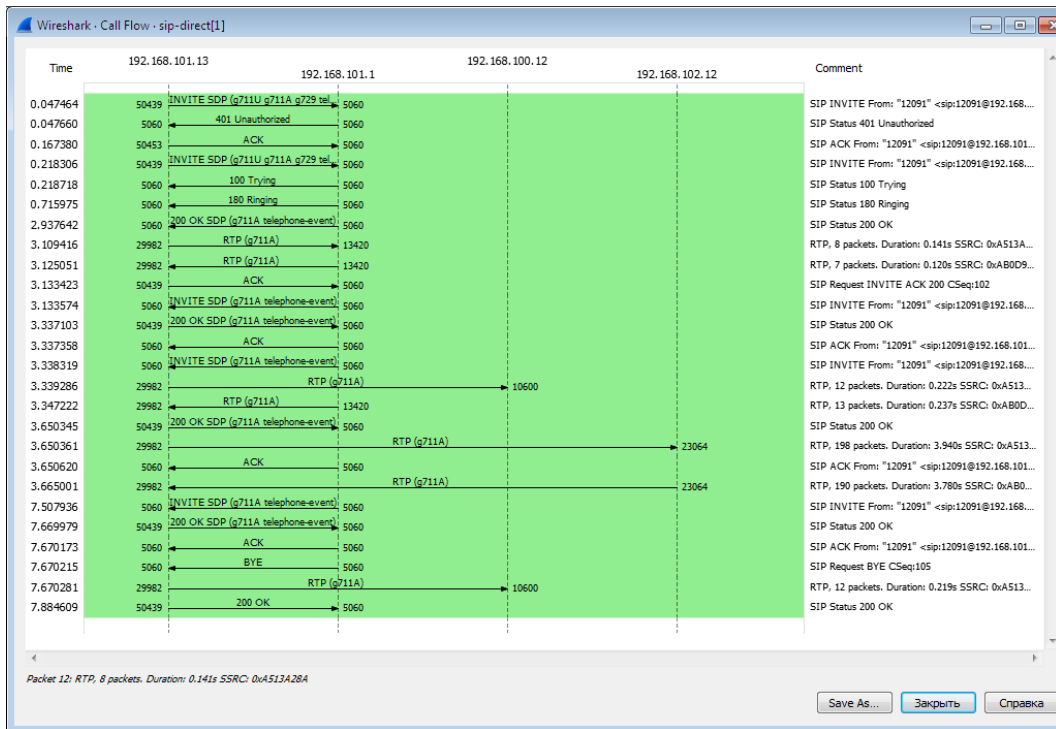 Wireshark · Call Flow · sip-direct[1]
Time 192.168.101.13 192.168.101.1 192.168.100.12 192.168.102.12 Comment
0.047464 50439 INVITE SDP (g711U g711A g729 tel... 5060 SIP INVITE From: "12091" <sip:12091@192.168....
0.047660 5060 401 Unauthorized 5060 SIP Status 401 Unauthorized
0.167380 50453 ACK 5060 SIP ACK From: "12091" <sip:12091@192.168.101...
0.218306 50439 INVITE SDP (g711U g711A g729 tel... 5060 SIP INVITE From: "12091" <sip:12091@192.168....
0.218718 5060 100 Trying 5060 SIP Status 100 Trying
0.715975 5060 180 Ringing 5060 SIP Status 180 Ringing
2.937642 5060 200 OK SDP (g711A telephone-event) 5060 SIP Status 200 OK
3.109416 29982 RTP (g711A) 13420 RTP, 8 packets. Duration: 0.141s SSRC: 0xA513A...
3.125051 29982 RTP (g711A) 13420 RTP, 7 packets. Duration: 0.120s SSRC: 0xAB0D9...
3.133423 50439 ACK 5060 SIP Request INVITE ACK 200 CSeq:102
3.133574 5060 INVITE SDP (g711A telephone-event) 5060 SIP INVITE From: "12091" <sip:12091@192.168....
3.337103 50439 200 OK SDP (g711A telephone-event) 5060 SIP Status 200 OK
3.337358 5060 ACK 5060 SIP ACK From: "12091" <sip:12091@192.168.101...
3.338319 5060 INVITE SDP (g711A telephone-event) 5060 SIP INVITE From: "12091" <sip:12091@192.168....
3.339286 29982 RTP (g711A) 10600 RTP, 12 packets. Duration: 0.222s SSRC: 0xA513...
3.347222 29982 RTP (g711A) 13420 RTP, 13 packets. Duration: 0.237s SSRC: 0xAB0D...
3.650345 50439 200 OK SDP (g711A telephone-event) 5060 SIP Status 200 OK
3.650361 29982 RTP (g711A) 23064 RTP, 198 packets. Duration: 3.940s SSRC: 0xA513...
3.650620 5060 ACK 5060 SIP ACK From: "12091" <sip:12091@192.168.101...
3.665001 29982 RTP (g711A) 23064 RTP, 190 packets. Duration: 3.780s SSRC: 0xAB0...
7.507936 5060 INVITE SDP (g711A telephone-event) 5060 SIP INVITE From: "12091" <sip:12091@192.168....
7.669979 50439 200 OK SDP (g711A telephone-event) 5060 SIP Status 200 OK
7.670173 5060 ACK 5060 SIP ACK From: "12091" <sip:12091@192.168.101...
7.670215 5060 BYE 5060 SIP Request BYE CSeq:105
7.670281 29982 RTP (g711A) 10600 RTP, 12 packets. Duration: 0.219s SSRC: 0xA513...
7.884609 50439 200 OK 5060 SIP Status 200 OK
Packet 12: RTP, 8 packets. Duration: 0.141s SSRC: 0xA513A28A
Save As... Закрыть Справка